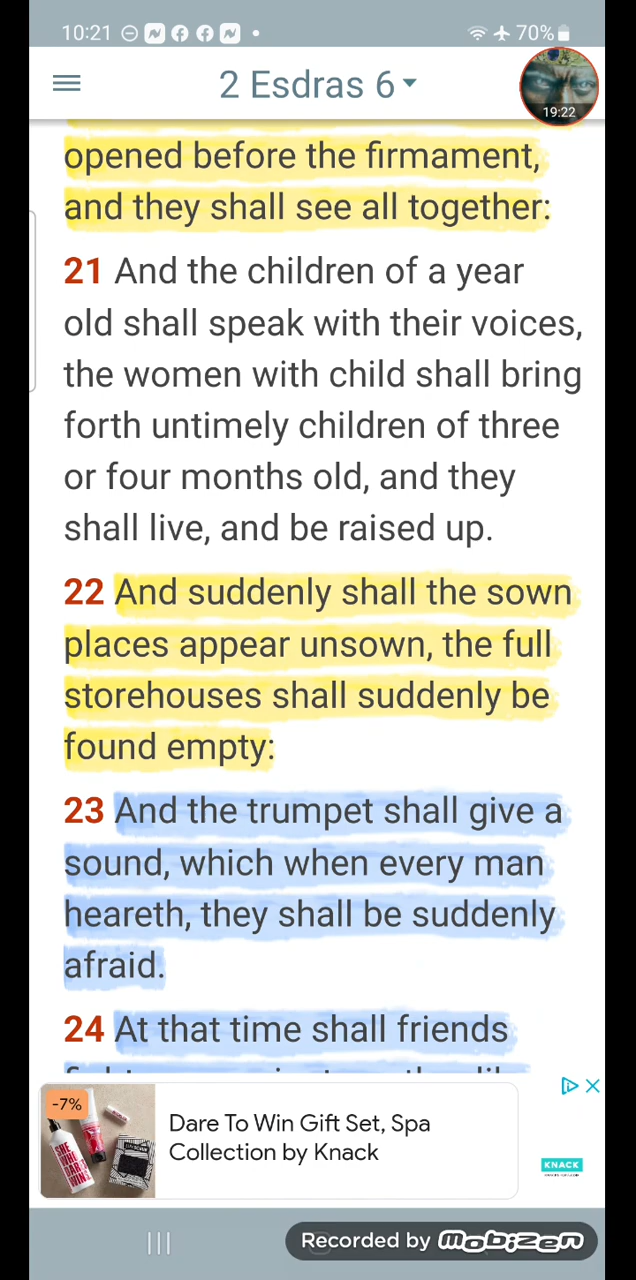 10:21
70%
2 Esdras 6
19:22
opened before the firmament,
and they shall see all together:
21 And the children of a year
old shall speak with their voices,
the women with child shall bring
forth untimely children of three
or four months old, and they
shall live, and be raised up.
22 And suddenly shall the sown
places appear unsown, the full
storehouses shall suddenly be
found empty:
23 And the trumpet shall give a
sound, which when every man
heareth, they shall be suddenly
afraid.
24 At that time shall friends
-7%
SHE
WHO
DARES
WINS
Dare To Win Gift Set, Spa
Collection by Knack
KNACK
Recorded by mobizen